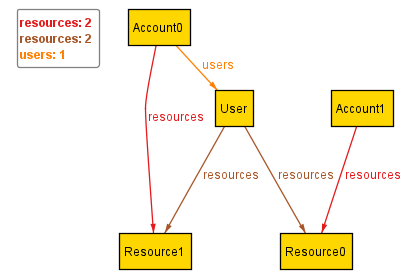 resources: 2
resources: 2
users: 1
Account0
users
User
Account1
resources
resources
resources
resources
Resource1
Resource0